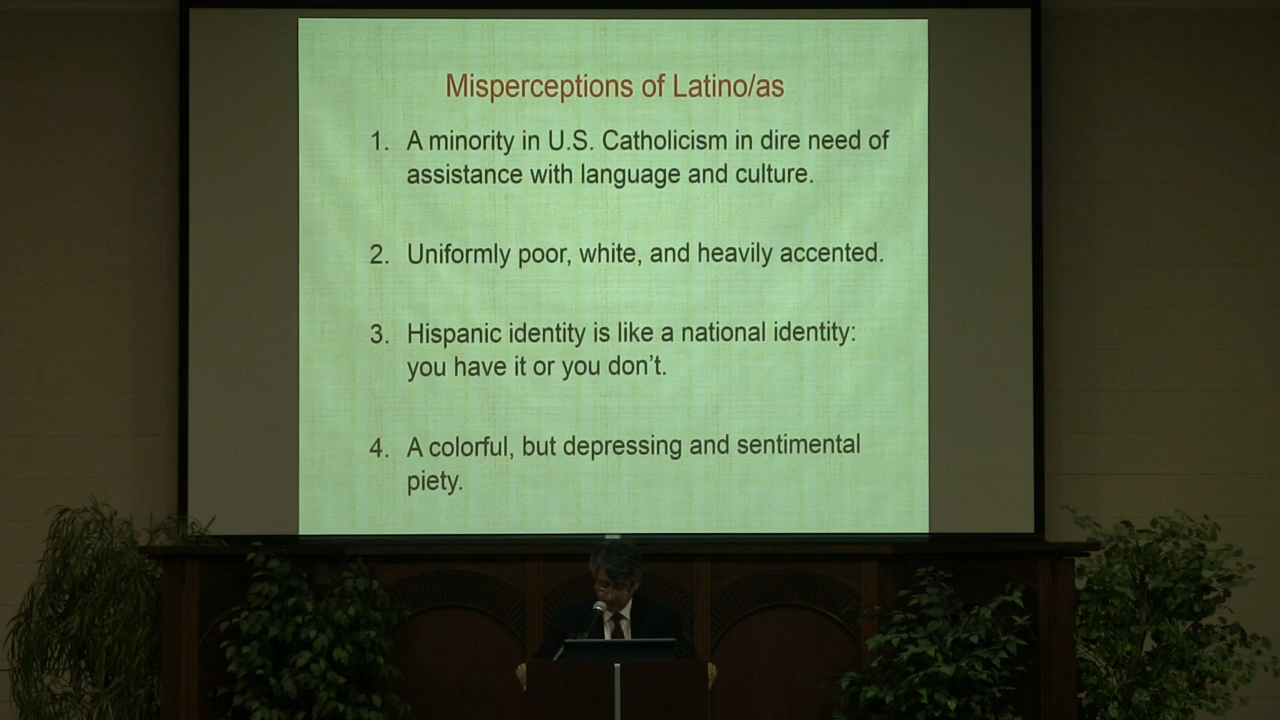 Misperceptions of Latino/as
1. A minority in U.S. Catholicism in dire need of
assistance with language and culture.
2. Uniformly poor, white, and heavily accented.
3. Hispanic identity is like a national identity:
you have it or you don’t.
4. A colorful, but depressing and sentimental
piety.